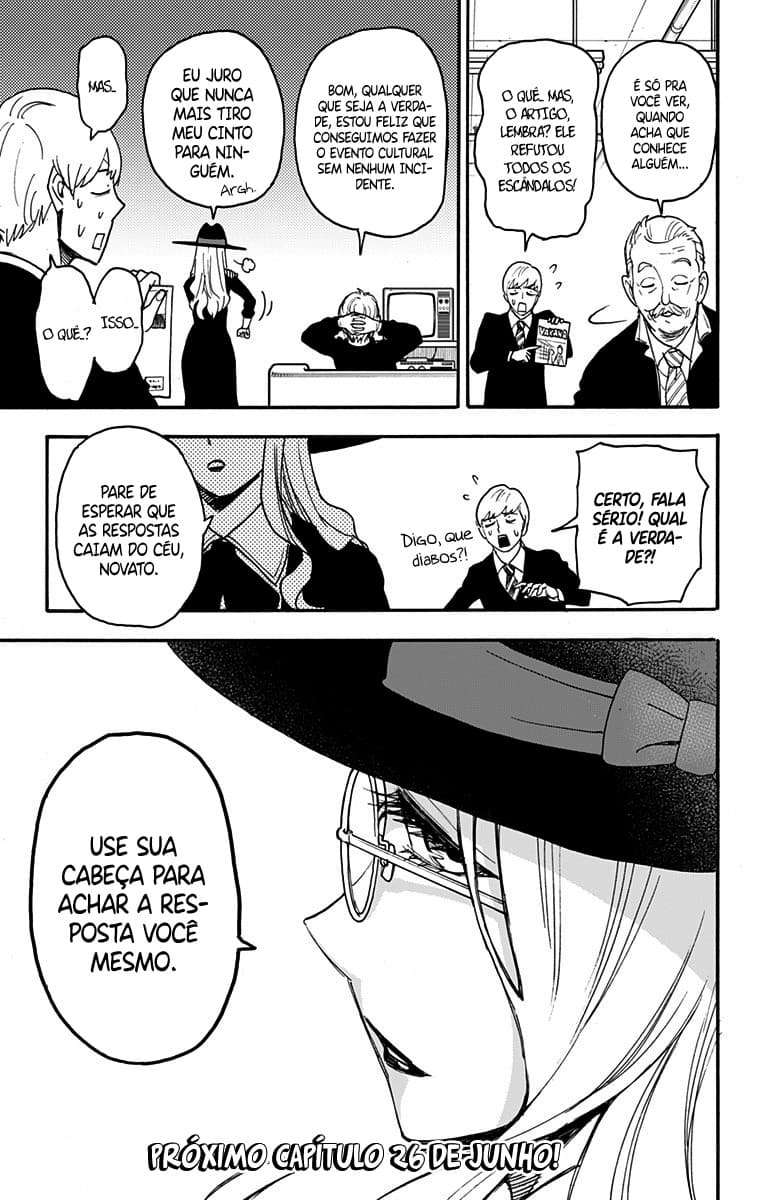 É SÓ PRA
VOCÊ VER,
QUANDO
ACHA QUE
CONHECE
ALGUÉM...
O QUÊ.. MAS,
O ARTIGO,
LEMBRA? ELE
REFUTOU
TODOS OS
ESCÂNDALOS!
BOM, QUALQUER
QUE SEJA A VERDA-
DE, ESTOU FELIZ QUE
CONSEGUIMOS FAZER
O EVENTO CULTURAL
SEM NENHUM INCI-
DENTE.
EU JURO
QUE NUNCA
MAIS TIRO
MEU CINTO
PARA NIN-
GUÉM.
Argh.
MAS..
ISSO..
O QUÊ..?
CERTO, FALA
SÉRIO! QUAL
É A VERDA-
DE?!
Digo, que
diabos?!
PARE DE
ESPERAR QUE
AS RESPOSTAS
CAIAM DO CÉU,
NOVATO.
USE SUA
CABEÇA PARA
ACHAR A RES-
POSTA VOCÊ
MESMO.
PRÓXIMO CAPÍTULO 26 DE JUNHO!